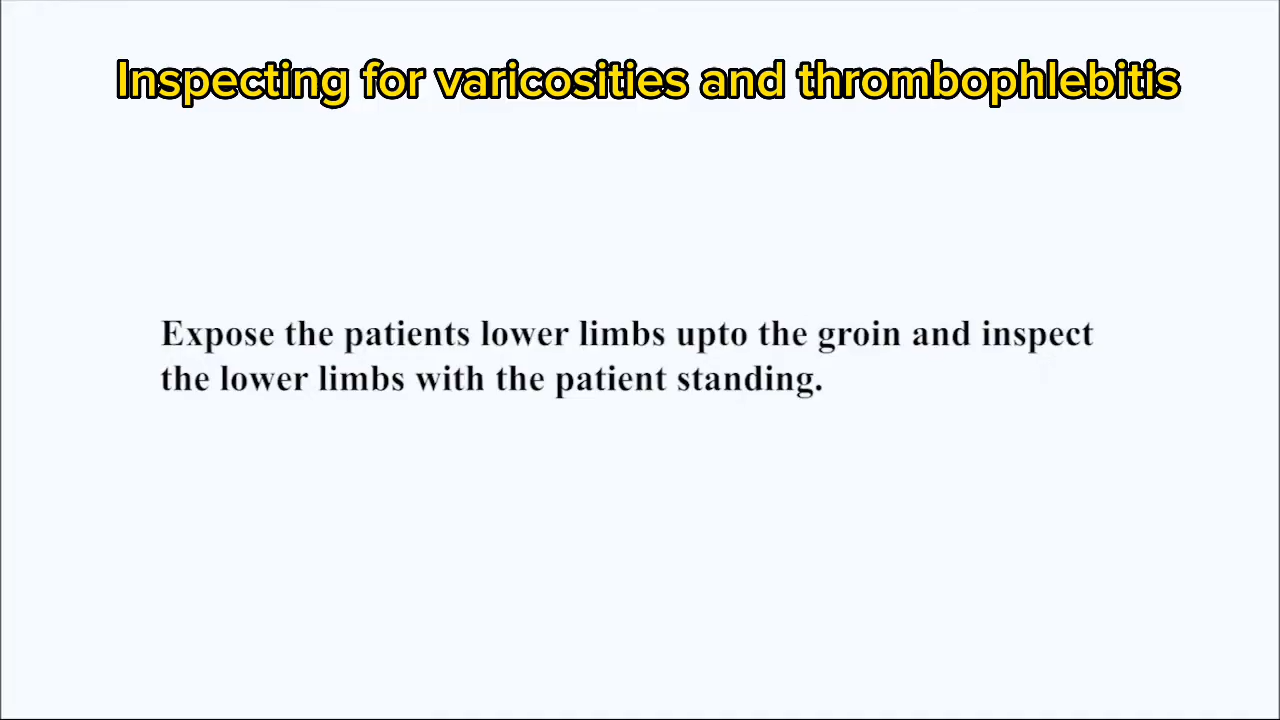 Inspecting for varicosities and thrombophlebitis
Expose the patients lower limbs upto the groin and inspect
the lower limbs with the patient standing.